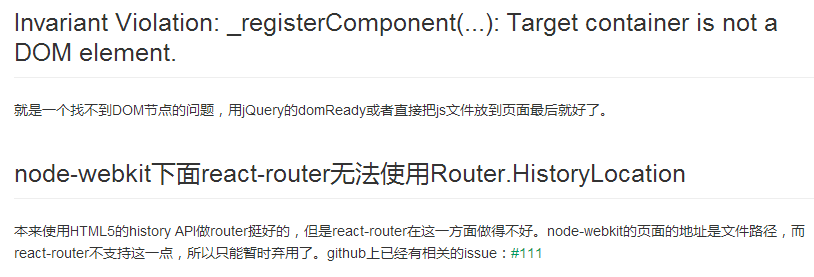 Invariant Violation: _registerComponent(...): Target container is not a
DOM element.
就是一个找不到DOM节点的问题，用jQuery的domReady或者直接把js文件放到页面最后就好了。
node-webkit下面react-router无法使用Router.HistoryLocation
本来使用HTML5的history API做router挺好的，但是react-router在这一方面做得不好。node-webkit的页面的地址是文件路径，而
react-router不支持这一点，所以只能暂时弃用了。github上已经有相关的issue：#111